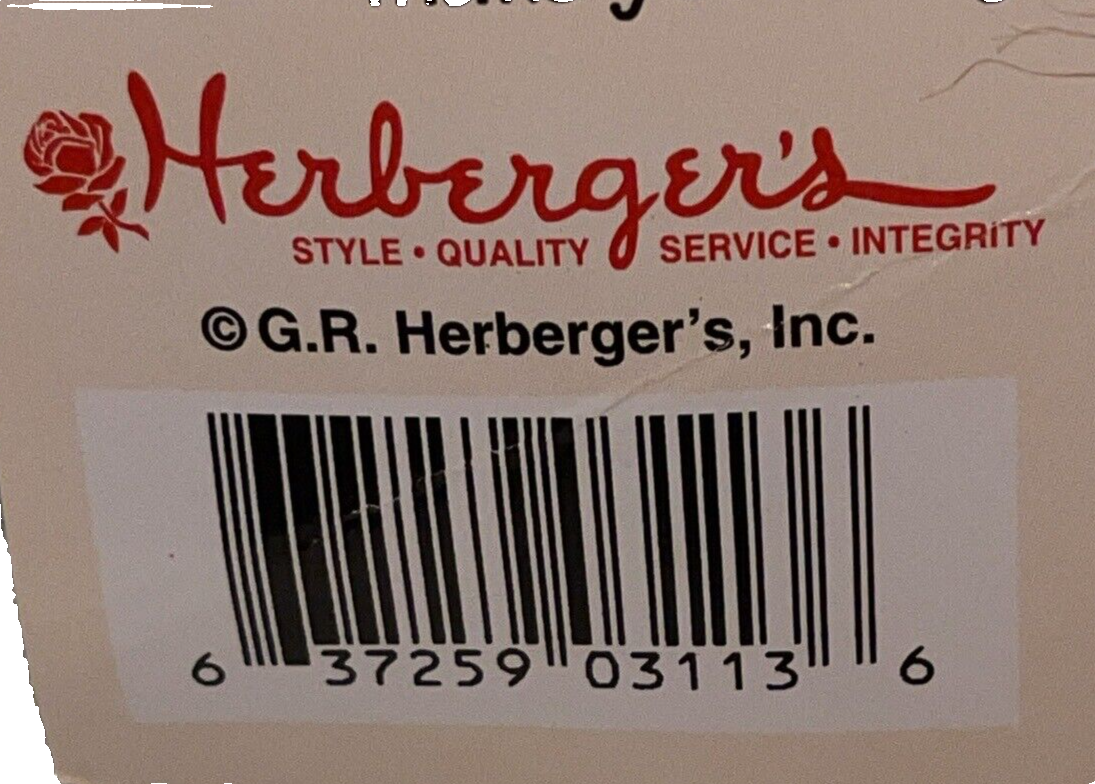 Herberger's
STYLE • QUALITY SERVICE • INTEGRITY
© G.R. Herberger's, Inc.
6 37259 03113 6